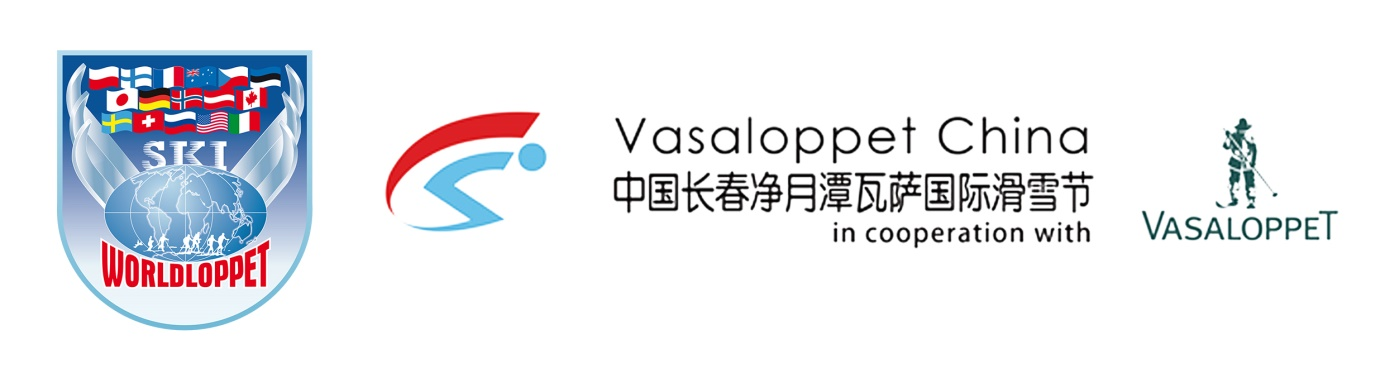 SKI
WORLDLOPPET
Vasaloppet China
中国长春净月潭瓦萨国际滑雪节
in cooperation with
VASALOPPET